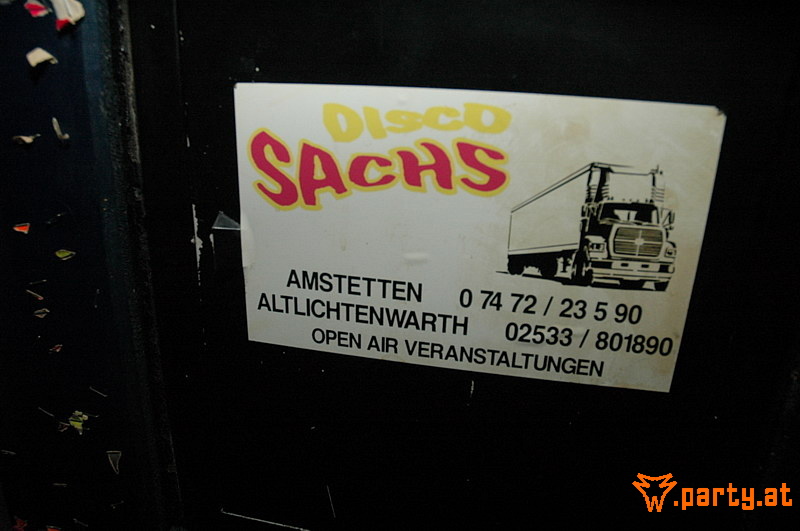 DISCO
SACHS
AMSTETTEN 0 74 72 / 23 5 90
ALTLICHTENWARTH 02533 / 801890
OPEN AIR VERANSTALTUNGEN
w.party.at